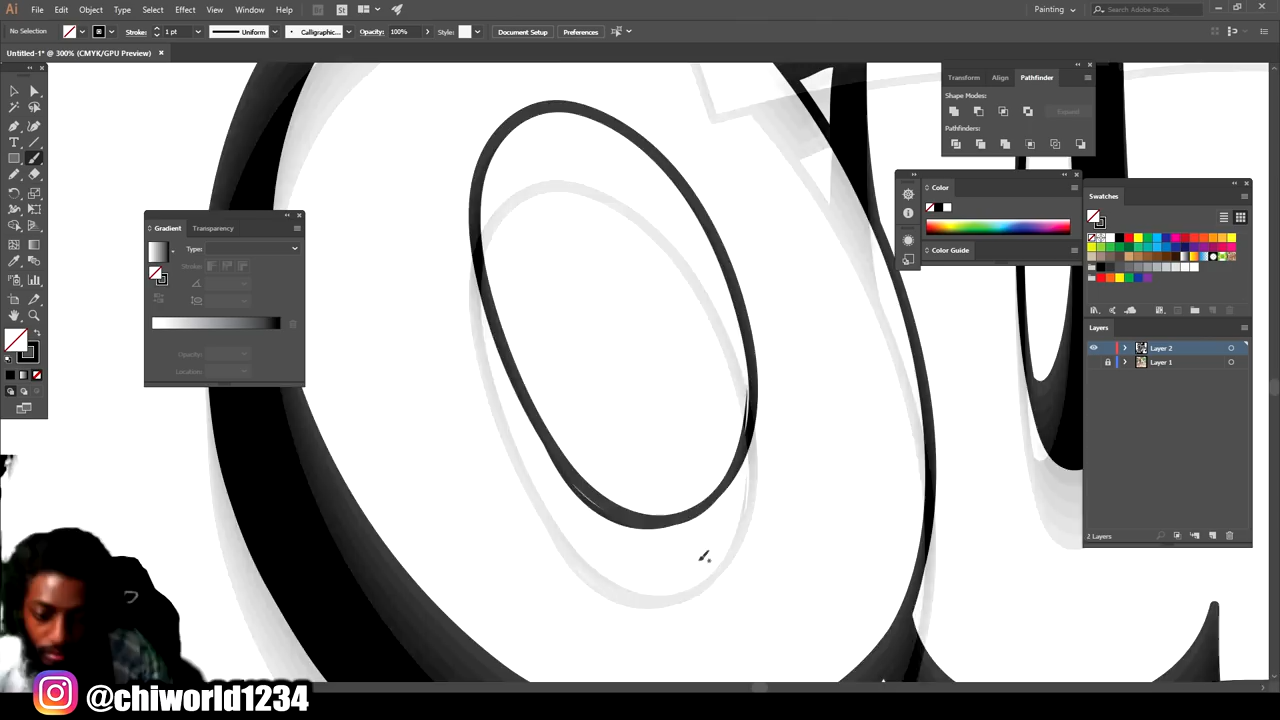 Ai File Edit Object Type Select Effect View Window Help Br St Painting Search Adobe Stock
No Selection Stroke: 1 pt Uniform Calligraphic... Opacity: 100% Style: Document Setup Preferences
Untitled-1* @ 300% (CMYK/GPU Preview)
Transform Align Pathfinder
Shape Modes:
Expand
Pathfinders:
Color
Color Guide
Swatches
Gradient Transparency
Type:
Stroke:
Opacity:
Location:
Layers
Layer 2
Layer 1
2 Layers
@chiworld1234